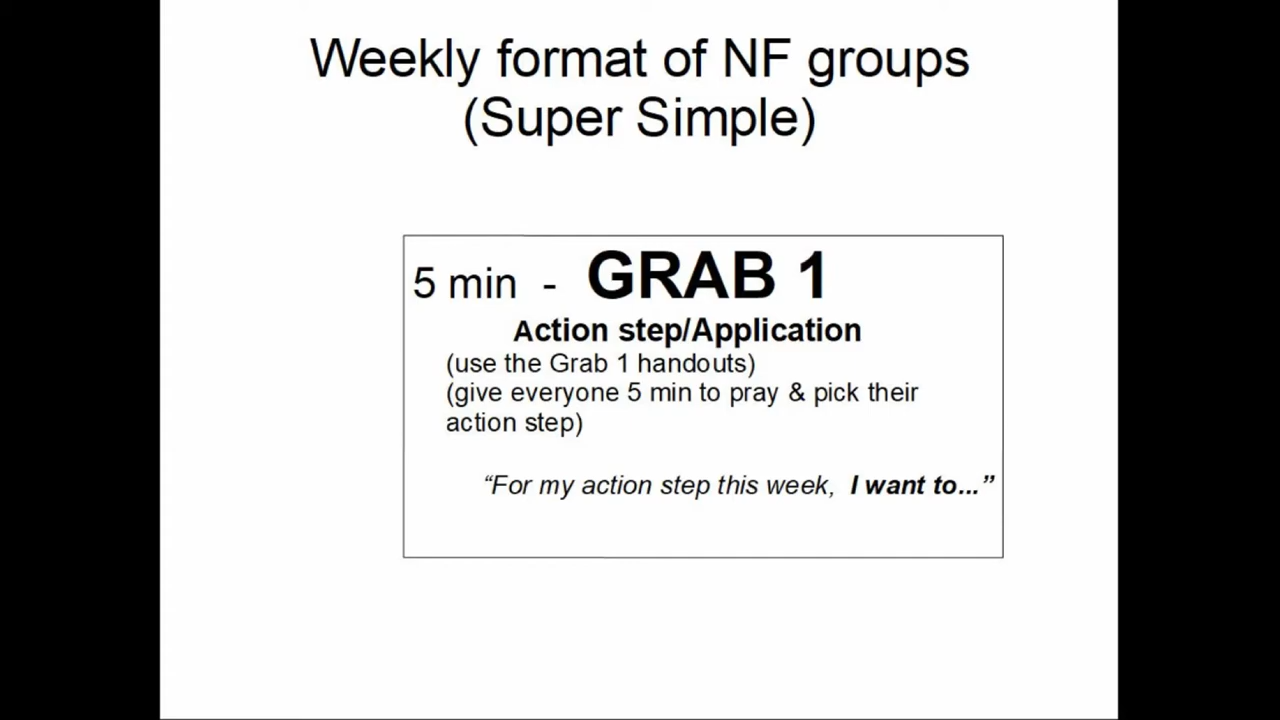 Weekly format of NF groups
(Super Simple)
5 min - GRAB 1
Action step/Application
(use the Grab 1 handouts)
(give everyone 5 min to pray & pick their
action step)
“For my action step this week, I want to...”